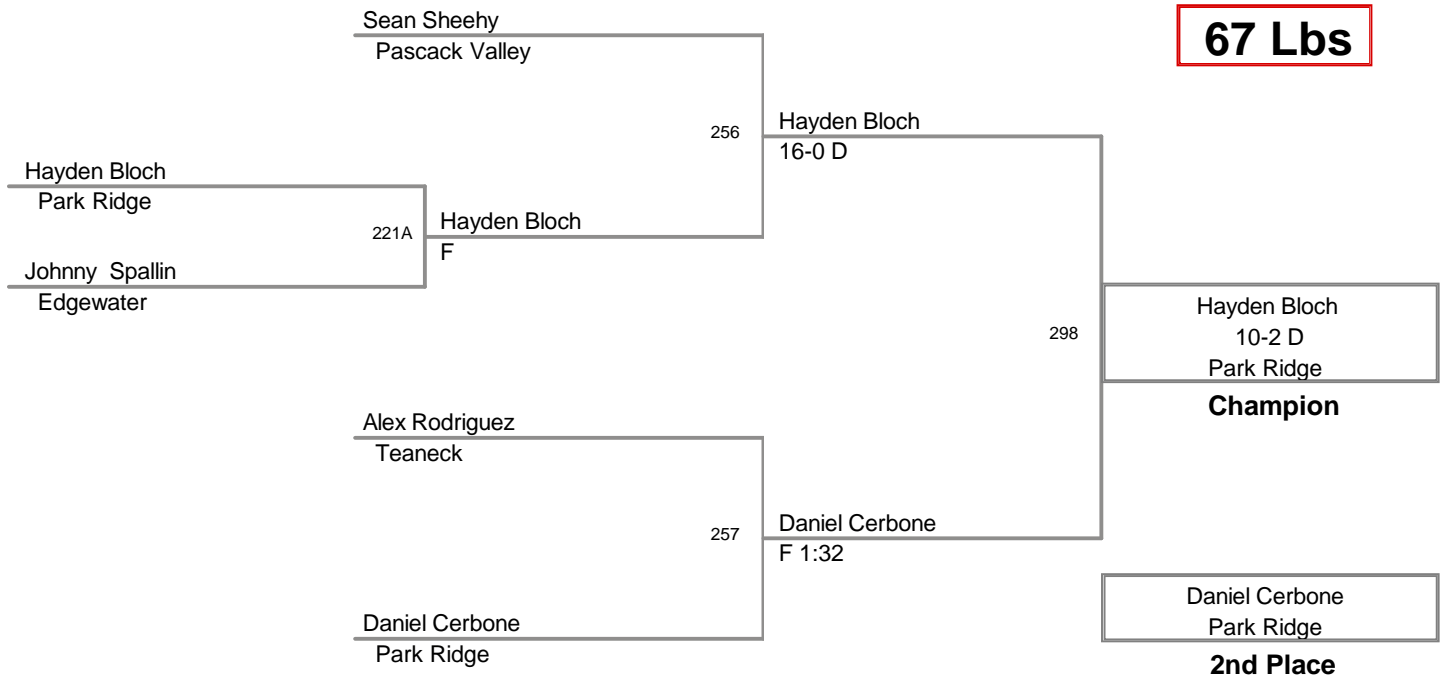 67 Lbs
Sean Sheehy
Pascack Valley
256
Hayden Bloch
16-0 D
Hayden Bloch
Park Ridge
221A
Hayden Bloch
F
Johnny  Spallin
Edgewater
298
Hayden Bloch
10-2 D
Park Ridge
Champion
Alex Rodriguez
Teaneck
257
Daniel Cerbone
F 1:32
Daniel Cerbone
Park Ridge
Daniel Cerbone
Park Ridge
2nd Place